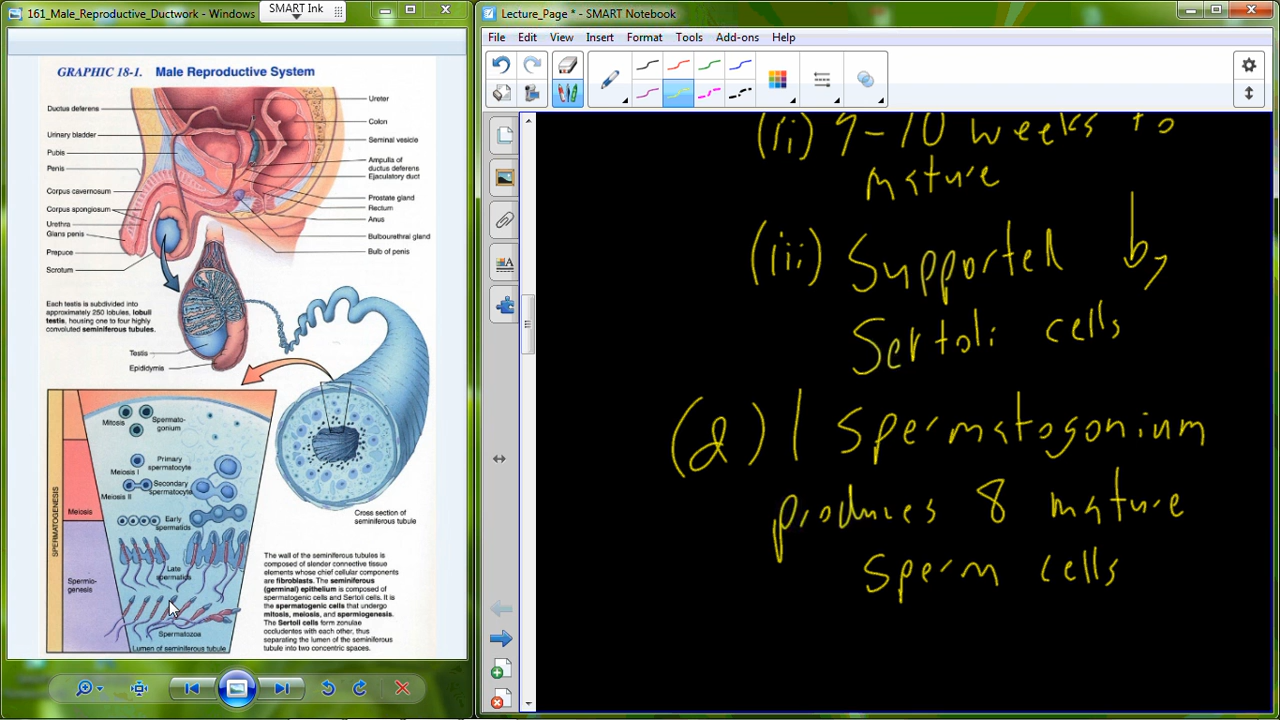 161_Male_Reproductive_Ductwork - Windows
SMART Ink
GRAPHIC 18-1. Male Reproductive System
Ductus deferens
Urinary bladder
Pubis
Penis
Corpus cavernosum
Corpus spongiosum
Urethra
Glans penis
Prepuce
Scrotum
Ureter
Colon
Seminal vesicle
Ampulla of
ductus deferens
Ejaculatory duct
Prostate gland
Rectum
Anus
Bulbourethral gland
Bulb of penis
Each testis is subdivided into
approximately 250 lobules, lobuli
testis, housing one to four highly
convoluted seminiferous tubules.
Testis
Epididymis
SPERMATOGENESIS
Meiosis
Spermio-
genesis
Mitosis
Spermato-
gonium
Primary
spermatocyte
Meiosis I
Secondary
spermatocyte
Meiosis II
Early
spermatids
Late
spermatids
Spermatozoa
Lumen of seminiferous tubule
Cross section of
seminiferous tubule
The wall of the seminiferous tubules is
composed of slender connective tissue
elements whose chief cellular components
are fibroblasts. The seminiferous
(germinal) epithelium is composed of
spermatogenic cells and Sertoli cells. It is
the spermatogenic cells that undergo
mitosis, meiosis, and spermiogenesis.
The Sertoli cells form zonulae
occludentes with each other, thus
separating the lumen of the seminiferous
tubule into two concentric spaces.
Lecture_Page * - SMART Notebook
File Edit View Insert Format Tools Add-ons Help
(ii) 9-10 weeks to
mature
(iii) Supported by
Sertoli cells
(d) 1 spermatogonium
produces 8 mature
sperm cells